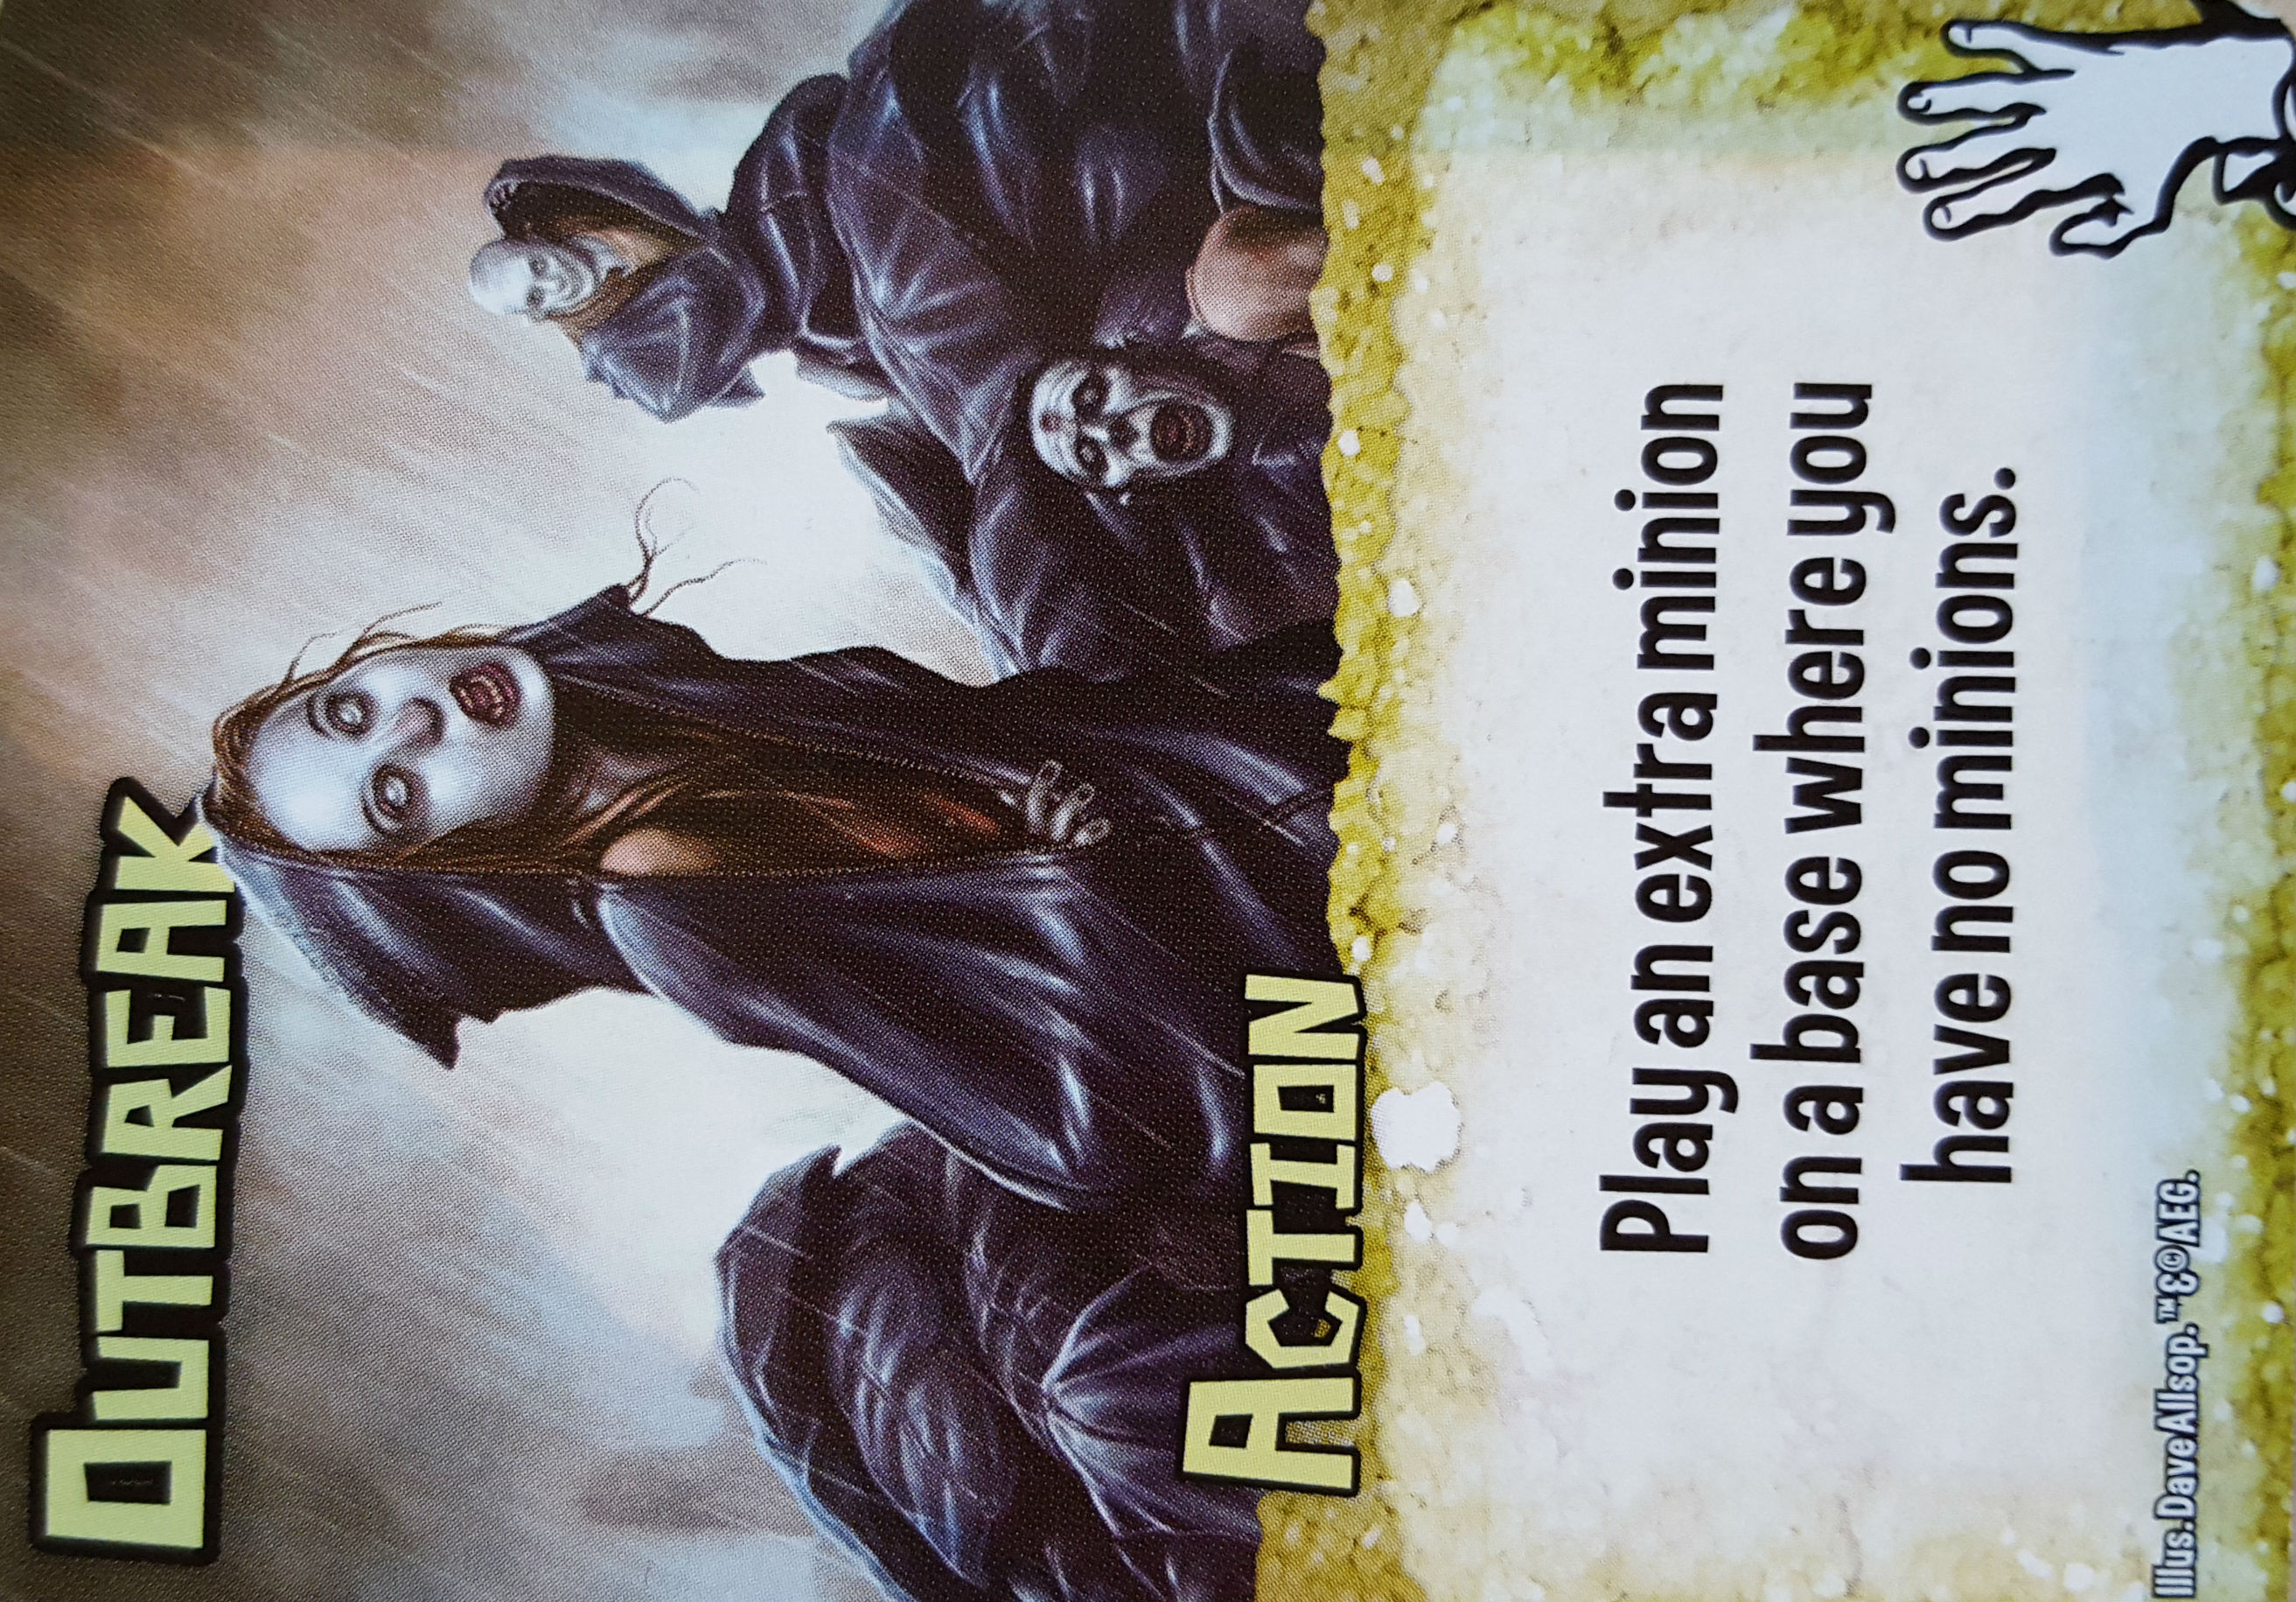 OUTBREAK
ACTION
Play an extra minion
on a base where you
have no minions.
Illus. Dave Allsop. ™&©AEG.